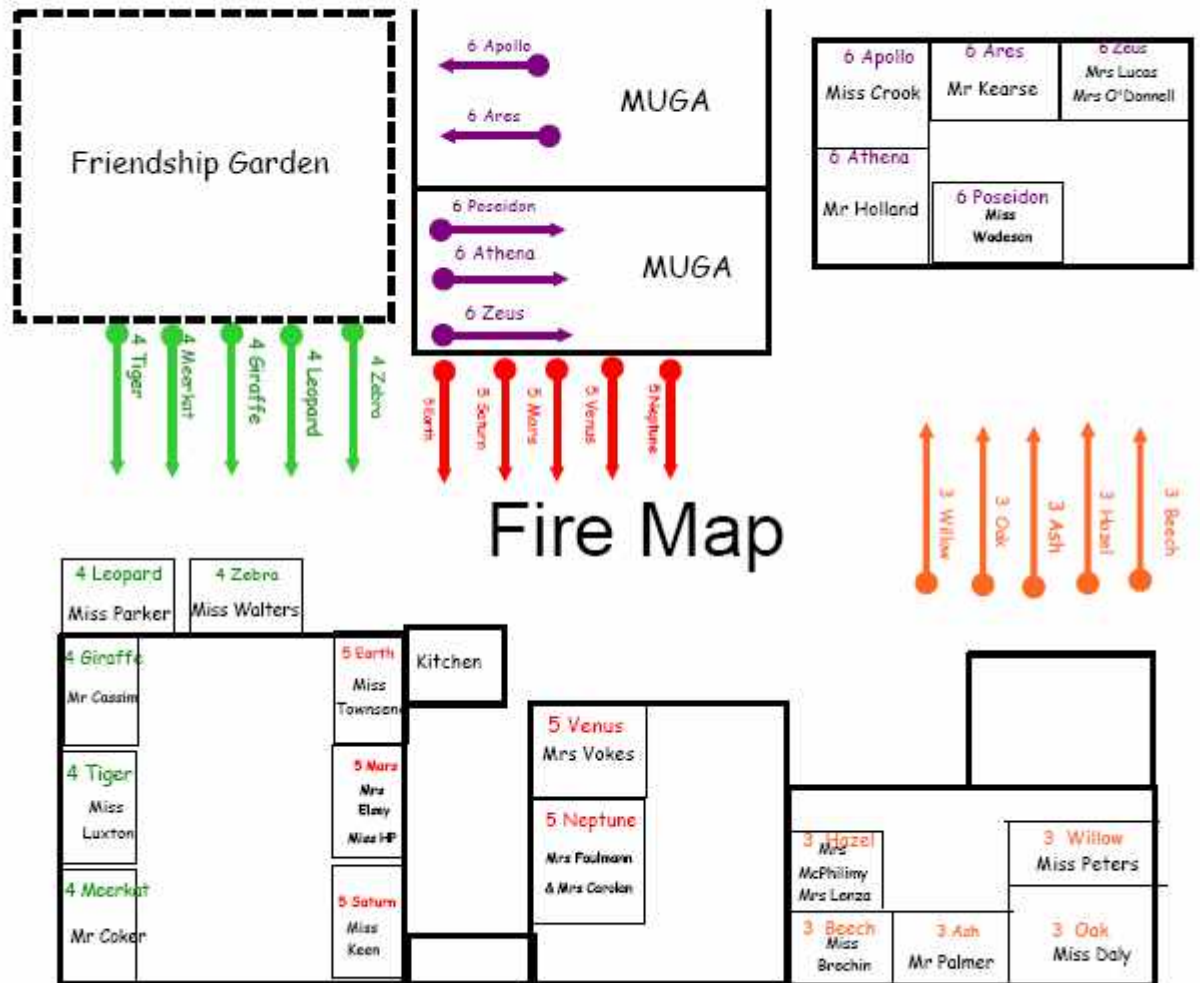 6 Apollo
MUGA
6 Ares
Friendship Garden
6 Poseidon
6 Athena
MUGA
6 Zeus
6 Apollo
Miss Crook
6 Ares
Mr Kearse
6 Zeus
Mrs Lucas
Mrs O'Donnell
6 Athena
Mr Holland
6 Poseidon
Miss
Wadeson
4 Tiger
4 Meerkat
4 Giraffe
4 Leopard
4 Zebra
5 Earth
5 Saturn
5 Mars
5 Venus
5 Neptune
3 Willow
3 Oak
3 Ash
3 Hazel
3 Beech
Fire Map
4 Leopard
Miss Parker
4 Zebra
Miss Walters
4 Giraffe
Mr Cassim
4 Tiger
Miss
Luxton
4 Meerkat
Mr Coker
5 Earth
Miss
Townsend
5 Mars
Mrs
Elmy
Miss HP
5 Saturn
Miss
Keen
Kitchen
5 Venus
Mrs Vokes
5 Neptune
Mrs Faulmann
& Mrs Carolan
3 Hazel
Mrs
McPhilimy
Mrs Lenza
3 Beech
Miss
Brechin
3 Ash
Mr Palmer
3 Willow
Miss Peters
3 Oak
Miss Daly